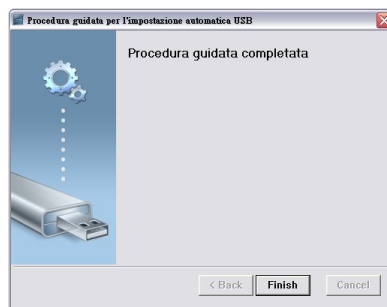 Procedura guidata per l'impostazione automatica USB
Procedura guidata completata
< Back Finish Cancel